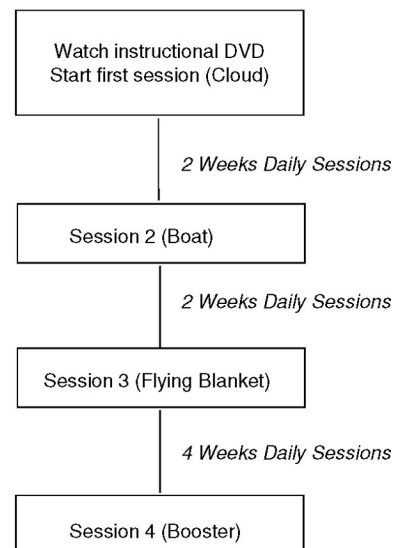 Watch instructional DVD
Start first session (Cloud)
2 Weeks Daily Sessions
Session 2 (Boat)
2 Weeks Daily Sessions
Session 3 (Flying Blanket)
4 Weeks Daily Sessions
Session 4 (Booster)